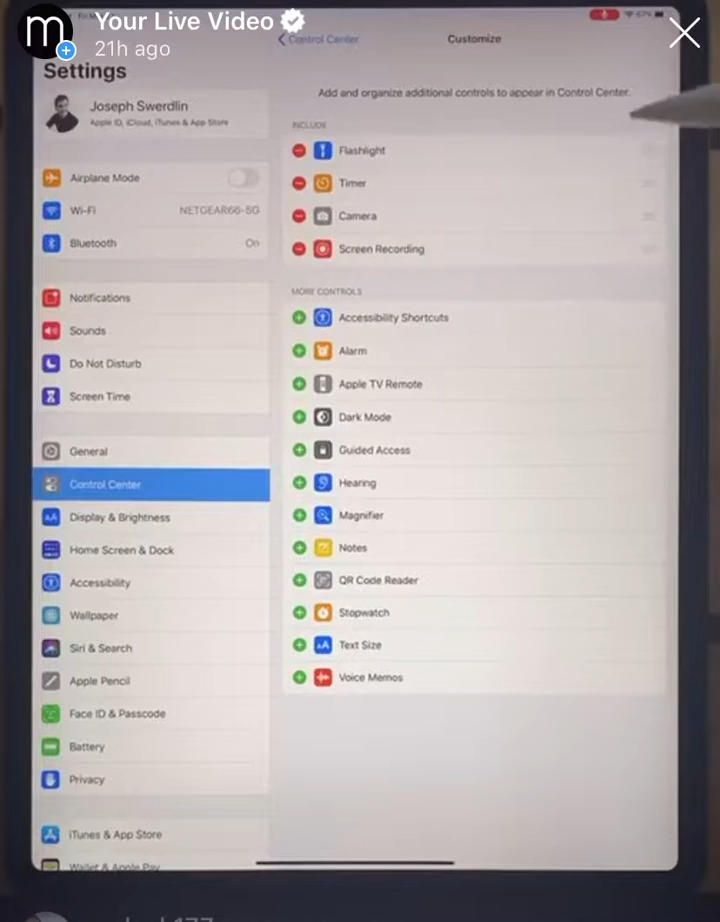 m
Your Live Video
21h ago
Control Center
Customize
Settings
Joseph Swerdlin
Apple ID, iCloud, iTunes & App Store
Airplane Mode
Wi-Fi NETGEAR66-5G
Bluetooth On
Notifications
Sounds
Do Not Disturb
Screen Time
General
Control Center
Display & Brightness
Home Screen & Dock
Accessibility
Wallpaper
Siri & Search
Apple Pencil
Face ID & Passcode
Battery
Privacy
iTunes & App Store
Wallet & Apple Pay
Add and organize additional controls to appear in Control Center.
INCLUDE
Flashlight
Timer
Camera
Screen Recording
MORE CONTROLS
Accessibility Shortcuts
Alarm
Apple TV Remote
Dark Mode
Guided Access
Hearing
Magnifier
Notes
QR Code Reader
Stopwatch
Text Size
Voice Memos